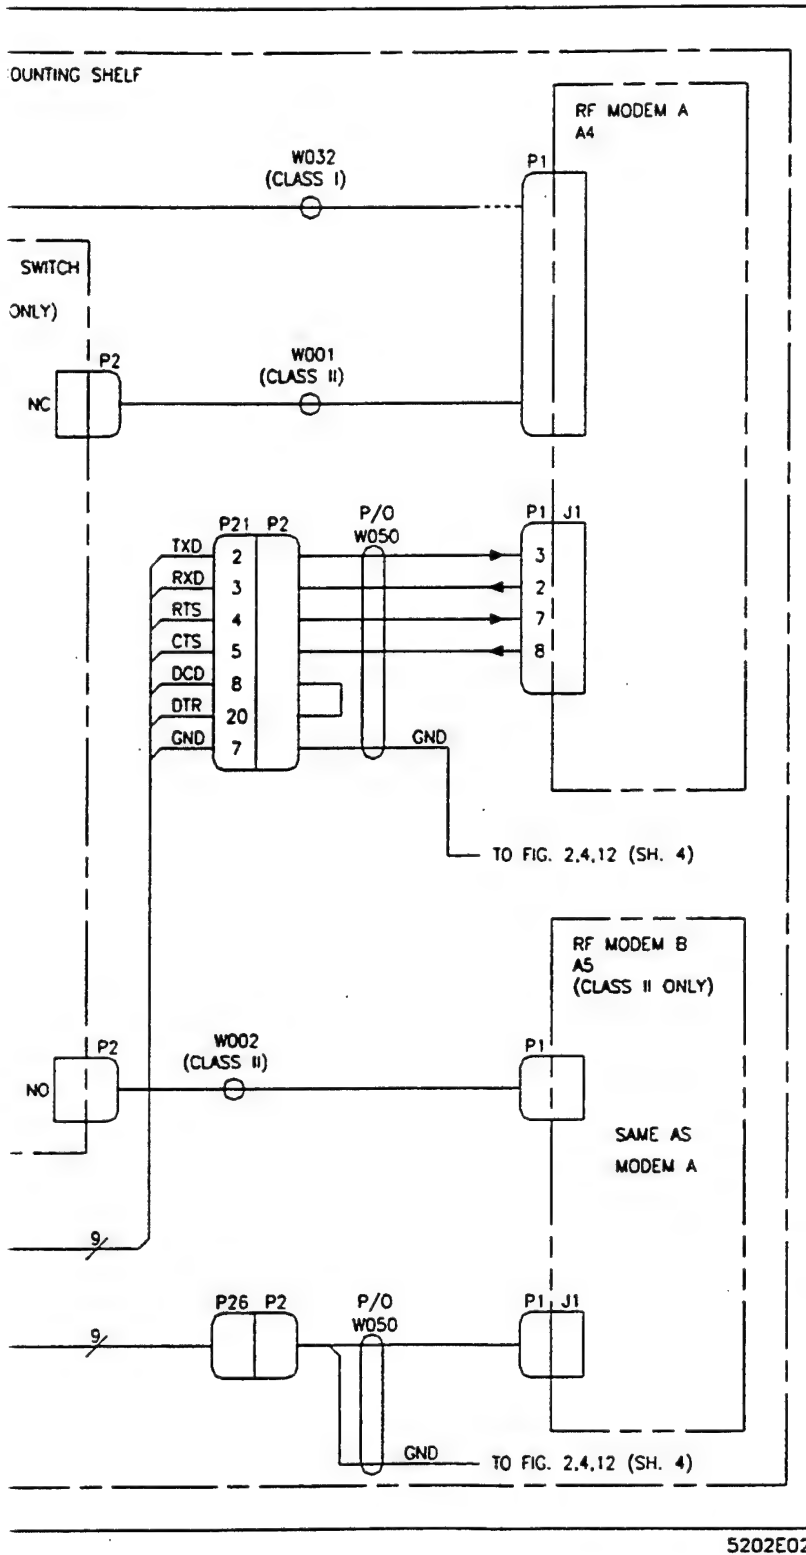 OUNTING SHELF
RF MODEM A
A4
W032
(CLASS I)
P1
SWITCH
ONLY)
P2
W001
(CLASS II)
NC
P21 P2
P/O
W050
P1 J1
TXD 2 3
RXD 3 2
RTS 4 7
CTS 5 8
DCD 8
DTR 20
GND 7 GND
TO FIG. 2.4.12 (SH. 4)
RF MODEM B
A5
(CLASS II ONLY)
P2
W002
(CLASS II)
P1
NO
SAME AS
MODEM A
9
P26 P2
P/O
W050
P1 J1
9
GND
TO FIG. 2.4.12 (SH. 4)
5202E02